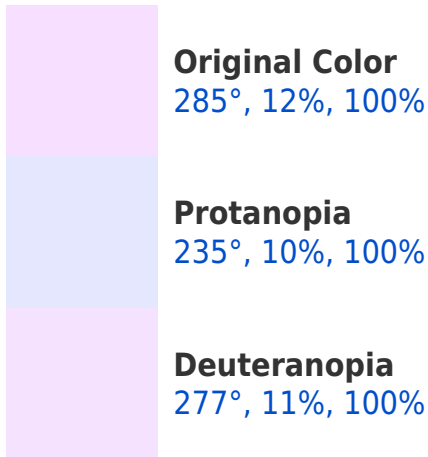 Original Color
285°, 12%, 100%
Protanopia
235°, 10%, 100%
Deuteranopia
277°, 11%, 100%